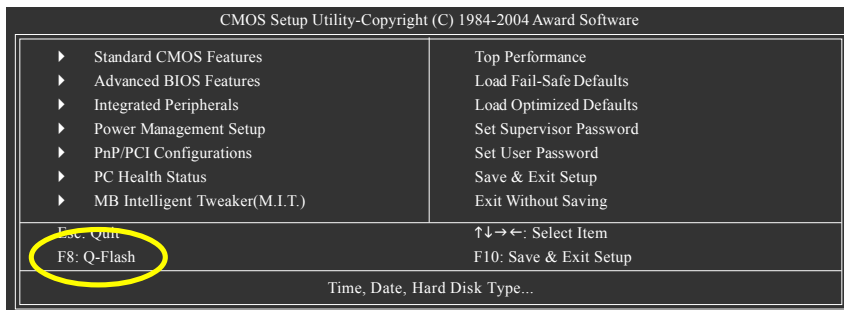 CMOS Setup Utility-Copyright (C) 1984-2004 Award Software
Standard CMOS Features
Advanced BIOS Features
Integrated Peripherals
Power Management Setup
PnP/PCI Configurations
PC Health Status
MB Intelligent Tweaker(M.I.T.)
Top Performance
Load Fail-Safe Defaults
Load Optimized Defaults
Set Supervisor Password
Set User Password
Save & Exit Setup
Exit Without Saving
Esc: Quit
F8: Q-Flash
↑↓→←: Select Item
F10: Save & Exit Setup
Time, Date, Hard Disk Type...